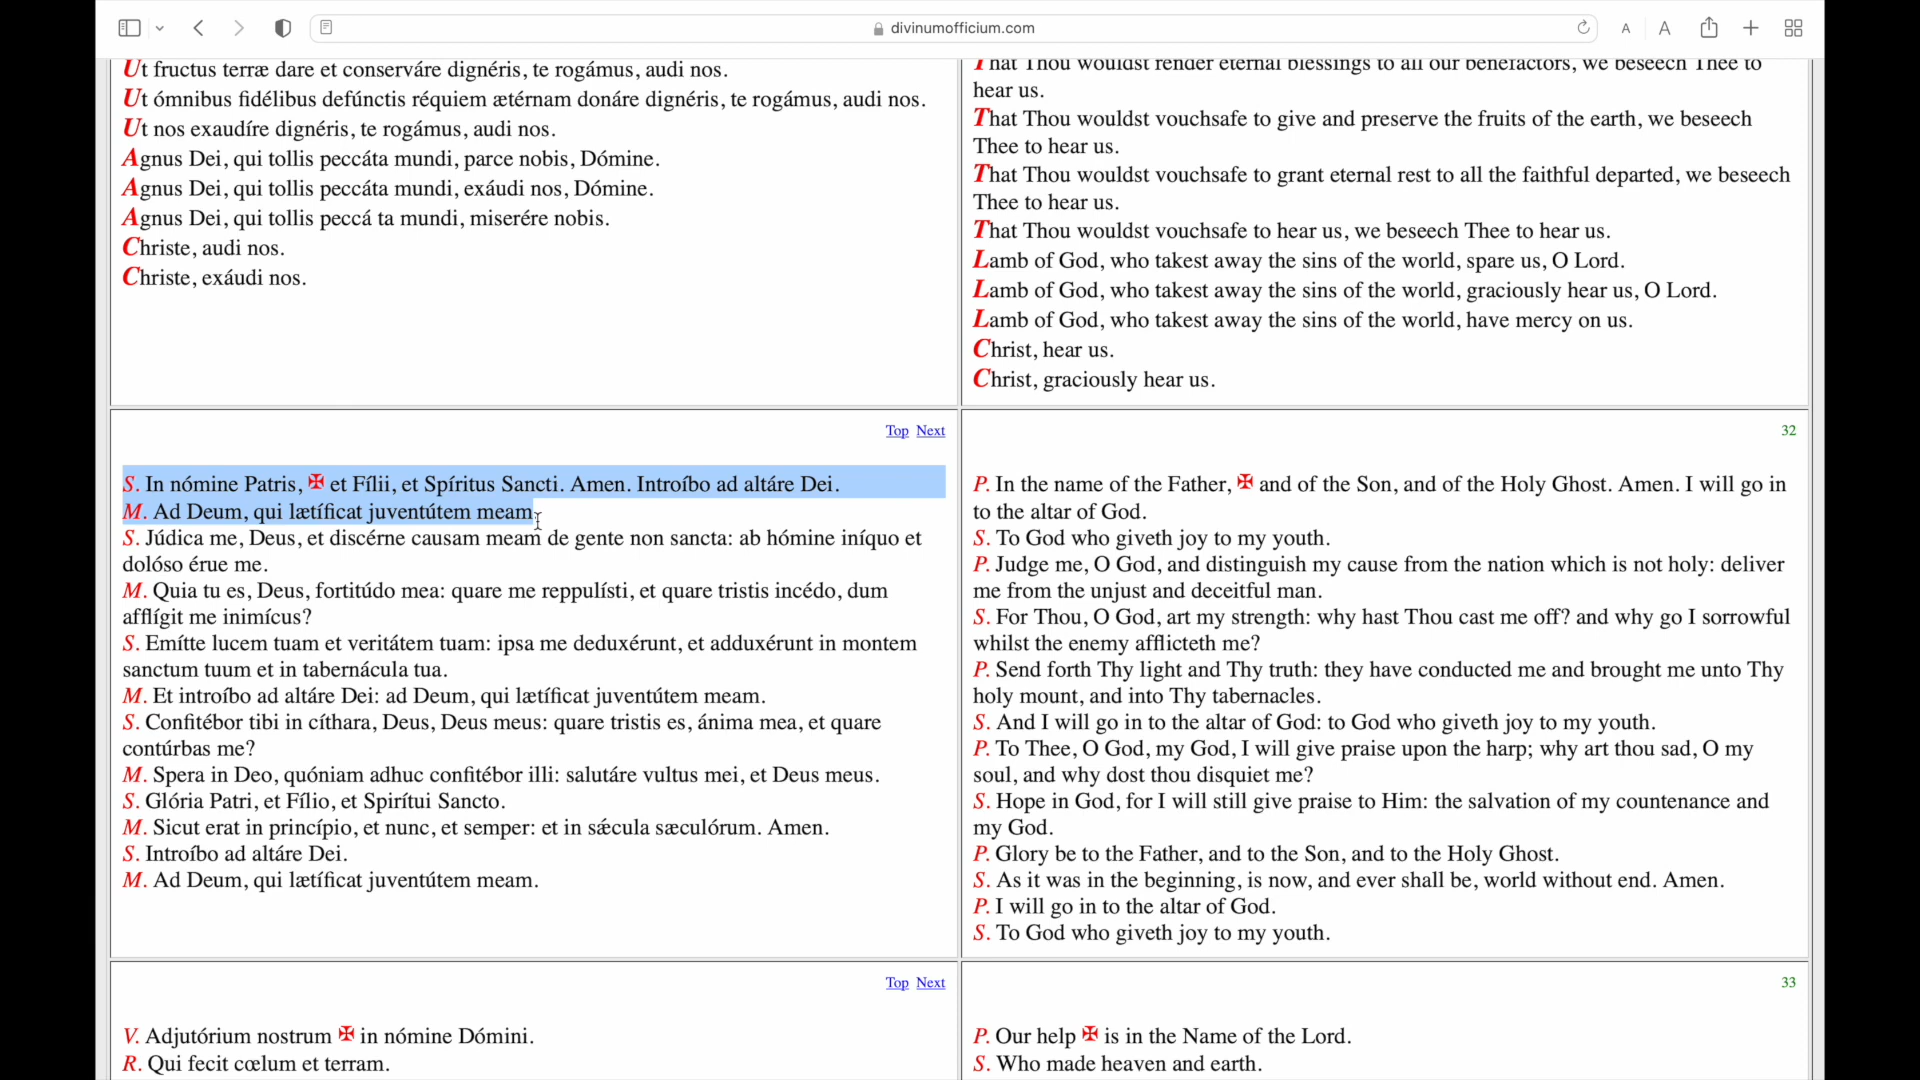 divinumofficium.com
A A
Ut fructus terræ dare et conserváre dignéris, te rogámus, audi nos.
Ut ómnibus fidélibus defúnctis réquiem ætérnam donáre dignéris, te rogámus, audi nos.
Ut nos exaudíre dignéris, te rogámus, audi nos.
Agnus Dei, qui tollis peccáta mundi, parce nobis, Dómine.
Agnus Dei, qui tollis peccáta mundi, exáudi nos, Dómine.
Agnus Dei, qui tollis peccá ta mundi, miserére nobis.
Christe, audi nos.
Christe, exáudi nos.
That Thou wouldst render eternal blessings to all our benefactors, we beseech Thee to
hear us.
That Thou wouldst vouchsafe to give and preserve the fruits of the earth, we beseech
Thee to hear us.
That Thou wouldst vouchsafe to grant eternal rest to all the faithful departed, we beseech
Thee to hear us.
That Thou wouldst vouchsafe to hear us, we beseech Thee to hear us.
Lamb of God, who takest away the sins of the world, spare us, O Lord.
Lamb of God, who takest away the sins of the world, graciously hear us, O Lord.
Lamb of God, who takest away the sins of the world, have mercy on us.
Christ, hear us.
Christ, graciously hear us.
Top Next
S. In nómine Patris, ✠ et Fílii, et Spíritus Sancti. Amen. Introíbo ad altáre Dei.
M. Ad Deum, qui lætíficat juventútem meam.
S. Júdica me, Deus, et discérne causam meam de gente non sancta: ab hómine iníquo et
dolóso érue me.
M. Quia tu es, Deus, fortitúdo mea: quare me reppulísti, et quare tristis incédo, dum
afflígit me inimícus?
S. Emítte lucem tuam et veritátem tuam: ipsa me deduxérunt, et adduxérunt in montem
sanctum tuum et in tabernácula tua.
M. Et introíbo ad altáre Dei: ad Deum, qui lætíficat juventútem meam.
S. Confitébor tibi in cíthara, Deus, Deus meus: quare tristis es, ánima mea, et quare
contúrbas me?
M. Spera in Deo, quóniam adhuc confitébor illi: salutáre vultus mei, et Deus meus.
S. Glória Patri, et Fílio, et Spirítui Sancto.
M. Sicut erat in princípio, et nunc, et semper: et in sǽcula sæculórum. Amen.
S. Introíbo ad altáre Dei.
M. Ad Deum, qui lætíficat juventútem meam.
32
P. In the name of the Father, ✠ and of the Son, and of the Holy Ghost. Amen. I will go in
to the altar of God.
S. To God who giveth joy to my youth.
P. Judge me, O God, and distinguish my cause from the nation which is not holy: deliver
me from the unjust and deceitful man.
S. For Thou, O God, art my strength: why hast Thou cast me off? and why go I sorrowful
whilst the enemy afflicteth me?
P. Send forth Thy light and Thy truth: they have conducted me and brought me unto Thy
holy mount, and into Thy tabernacles.
S. And I will go in to the altar of God: to God who giveth joy to my youth.
P. To Thee, O God, my God, I will give praise upon the harp; why art thou sad, O my
soul, and why dost thou disquiet me?
S. Hope in God, for I will still give praise to Him: the salvation of my countenance and
my God.
P. Glory be to the Father, and to the Son, and to the Holy Ghost.
S. As it was in the beginning, is now, and ever shall be, world without end. Amen.
P. I will go in to the altar of God.
S. To God who giveth joy to my youth.
Top Next
V. Adjutórium nostrum ✠ in nómine Dómini.
R. Qui fecit cœlum et terram.
33
P. Our help ✠ is in the Name of the Lord.
S. Who made heaven and earth.